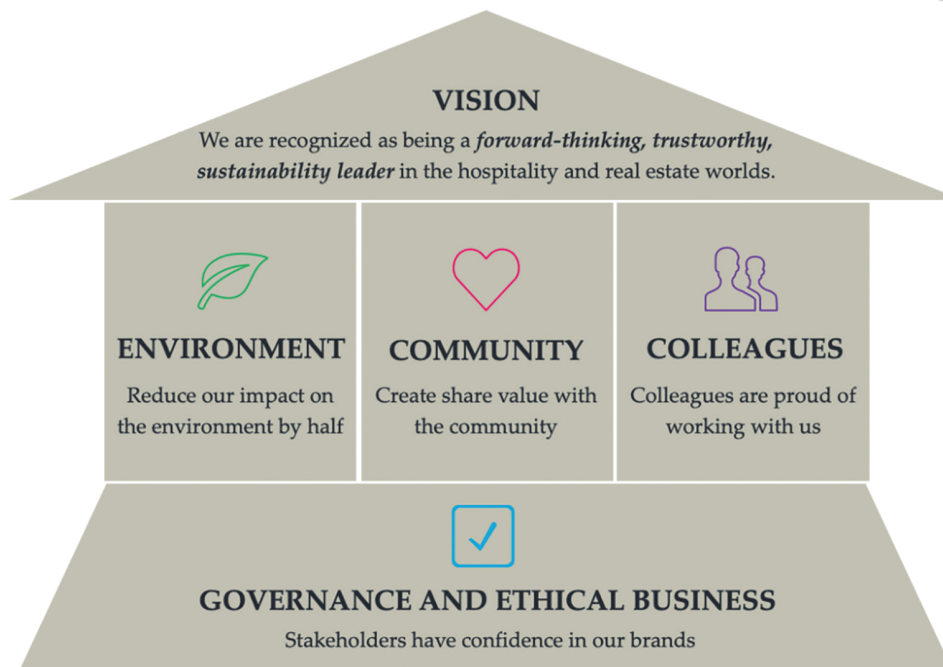 VISION
We are recognized as being a forward-thinking, trustworthy,
sustainability leader in the hospitality and real estate worlds.
ENVIRONMENT
Reduce our impact on
the environment by half
COMMUNITY
Create share value with
the community
COLLEAGUES
Colleagues are proud of
working with us
GOVERNANCE AND ETHICAL BUSINESS
Stakeholders have confidence in our brands